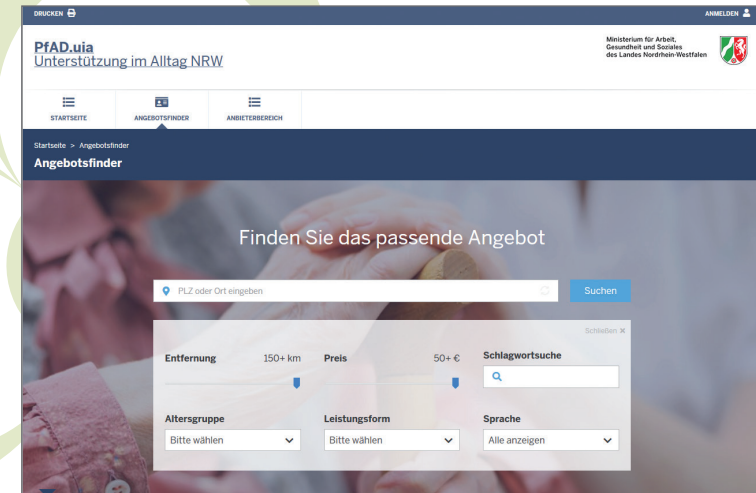 DRUCKEN
ANMELDEN
PfAD.uia
Unterstützung im Alltag NRW
Ministerium für Arbeit,
Gesundheit und Soziales
des Landes Nordrhein-Westfalen
STARTSEITE
ANGEBOTSFINDER
ANBIETERBEREICH
Startseite > Angebotsfinder
Angebotsfinder
Finden Sie das passende Angebot
PLZ oder Ort eingeben
Suchen
Schließen ×
Entfernung 150+ km
Preis 50+ €
Schlagwortsuche
Altersgruppe
Leistungsform
Sprache
Bitte wählen
Bitte wählen
Alle anzeigen